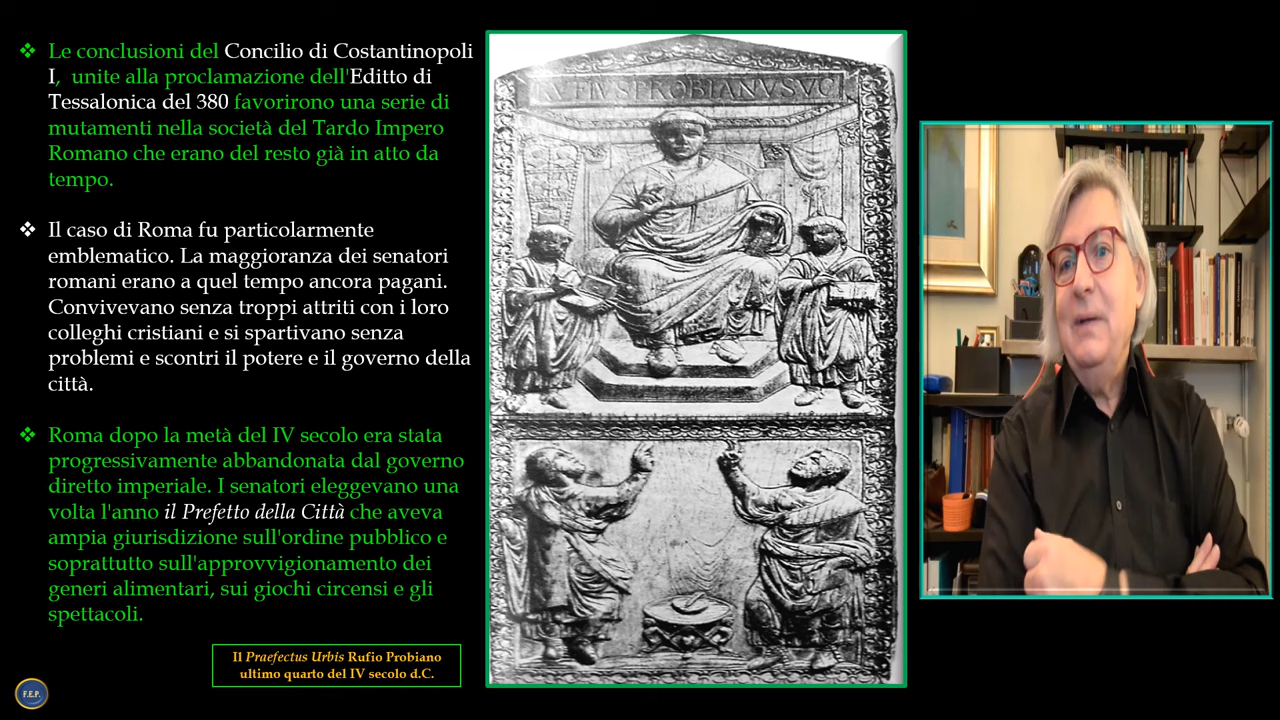 ❖ Le conclusioni del Concilio di Costantinopoli
I, unite alla proclamazione dell'Editto di
Tessalonica del 380 favorirono una serie di
mutamenti nella società del Tardo Impero
Romano che erano del resto già in atto da
tempo.
❖ Il caso di Roma fu particolarmente
emblematico. La maggioranza dei senatori
romani erano a quel tempo ancora pagani.
Convivevano senza troppi attriti con i loro
colleghi cristiani e si spartivano senza
problemi e scontri il potere e il governo della
città.
❖ Roma dopo la metà del IV secolo era stata
progressivamente abbandonata dal governo
diretto imperiale. I senatori eleggevano una
volta l'anno il Prefetto della Città che aveva
ampia giurisdizione sull'ordine pubblico e
soprattutto sull'approvvigionamento dei
generi alimentari, sui giochi circensi e gli
spettacoli.
Il Praefectus Urbis Rufio Probiano
ultimo quarto del IV secolo d.C.
F.E.P.
RVFIVSPROBIANVSVC